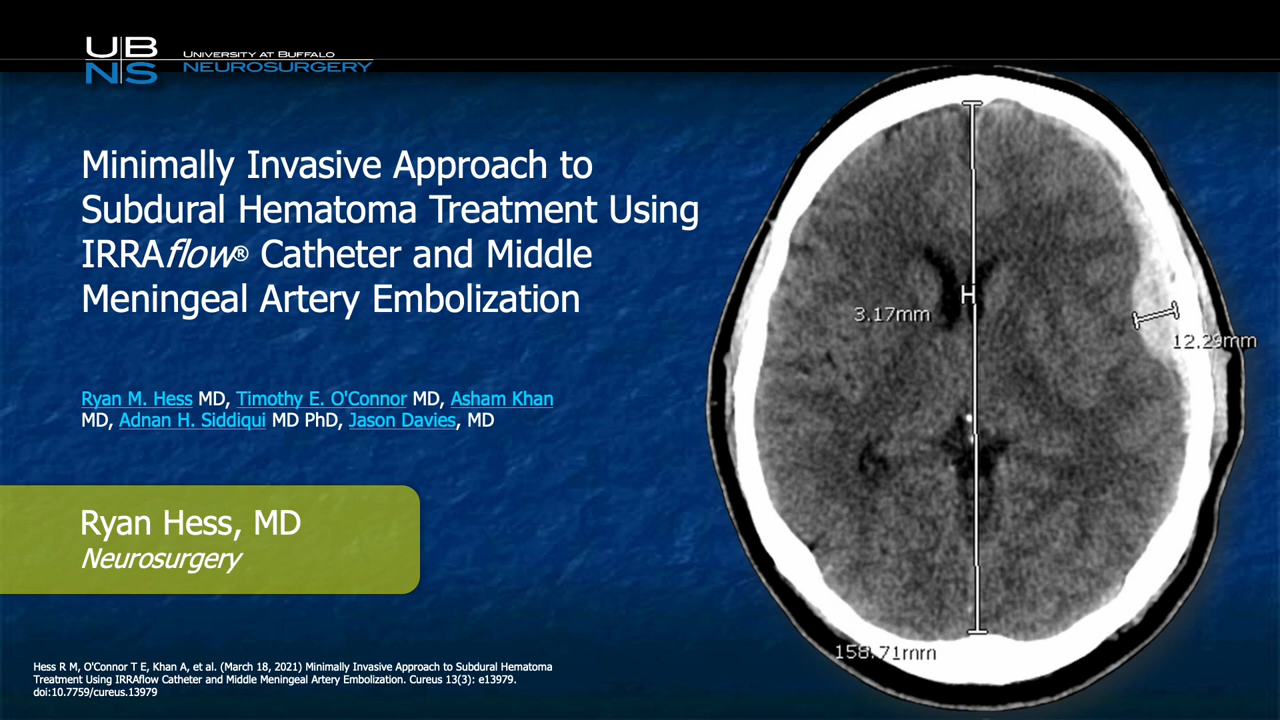 UB
NS
University at Buffalo
Neurosurgery
Minimally Invasive Approach to
Subdural Hematoma Treatment Using
IRRAflow® Catheter and Middle
Meningeal Artery Embolization
Ryan M. Hess MD, Timothy E. O'Connor MD, Asham Khan
MD, Adnan H. Siddiqui MD PhD, Jason Davies, MD
Ryan Hess, MD
Neurosurgery
Hess R M, O'Connor T E, Khan A, et al. (March 18, 2021) Minimally Invasive Approach to Subdural Hematoma
Treatment Using IRRAflow Catheter and Middle Meningeal Artery Embolization. Cureus 13(3): e13979.
doi:10.7759/cureus.13979
H
3.17mm
12.29mm
158.71mm